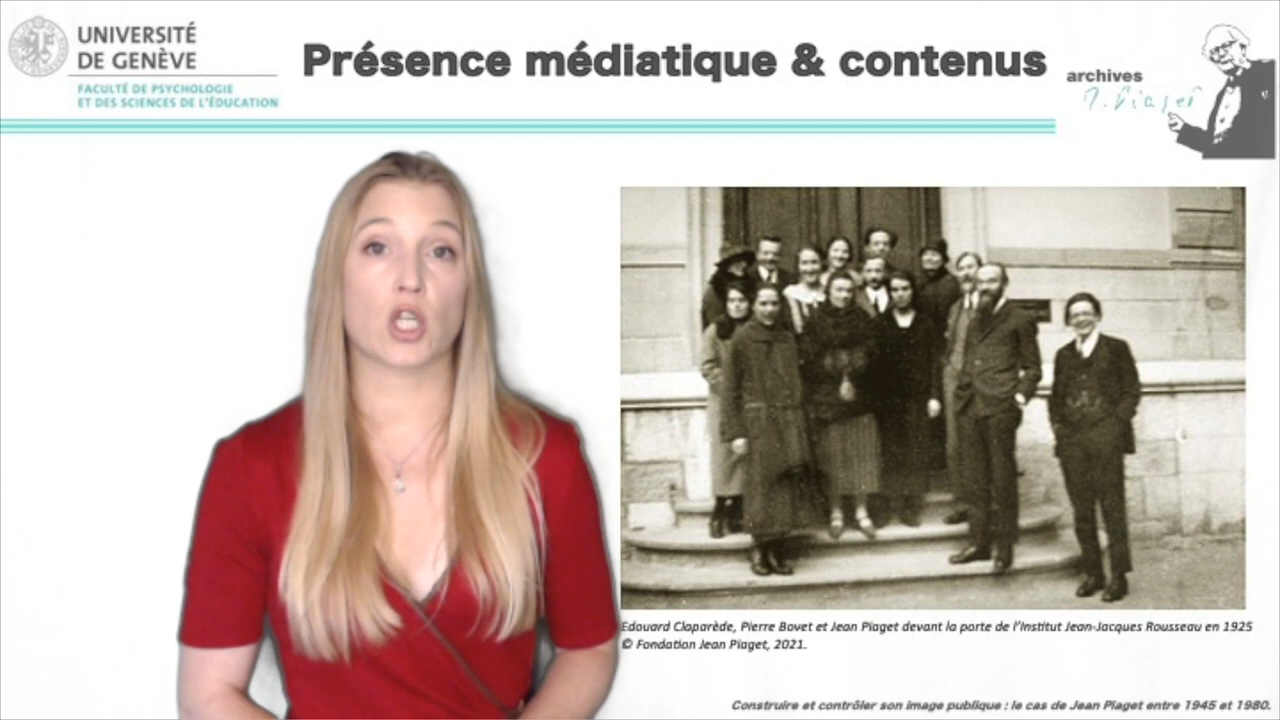 UNIVERSITÉ
DE GENÈVE
FACULTÉ DE PSYCHOLOGIE
ET DES SCIENCES DE L'ÉDUCATION
Présence médiatique & contenus
archives
J. Piaget
Edouard Claparède, Pierre Bovet et Jean Piaget devant la porte de l'Institut Jean-Jacques Rousseau en 1925
© Fondation Jean Piaget, 2021.
Construire et contrôler son image publique : le cas de Jean Piaget entre 1945 et 1980.